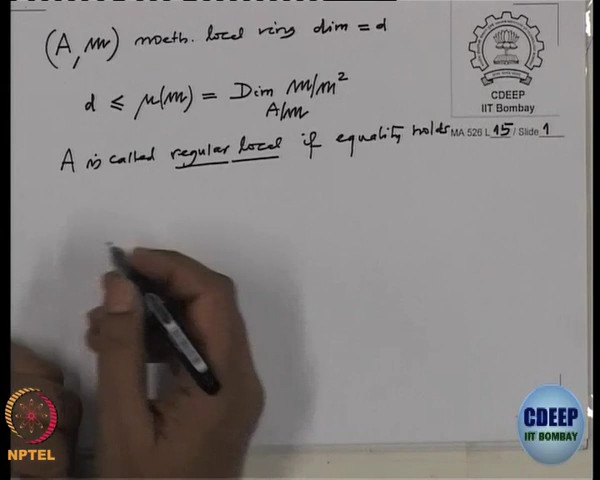 (A, m) noeth. local ring dim = d
d ≤ μ(m) = Dim m/m²
A/m
A is called regular local if equality holds
CDEEP
IIT Bombay
MA 526 L 15 / Slide 1
NPTEL
CDEEP
IIT BOMBAY